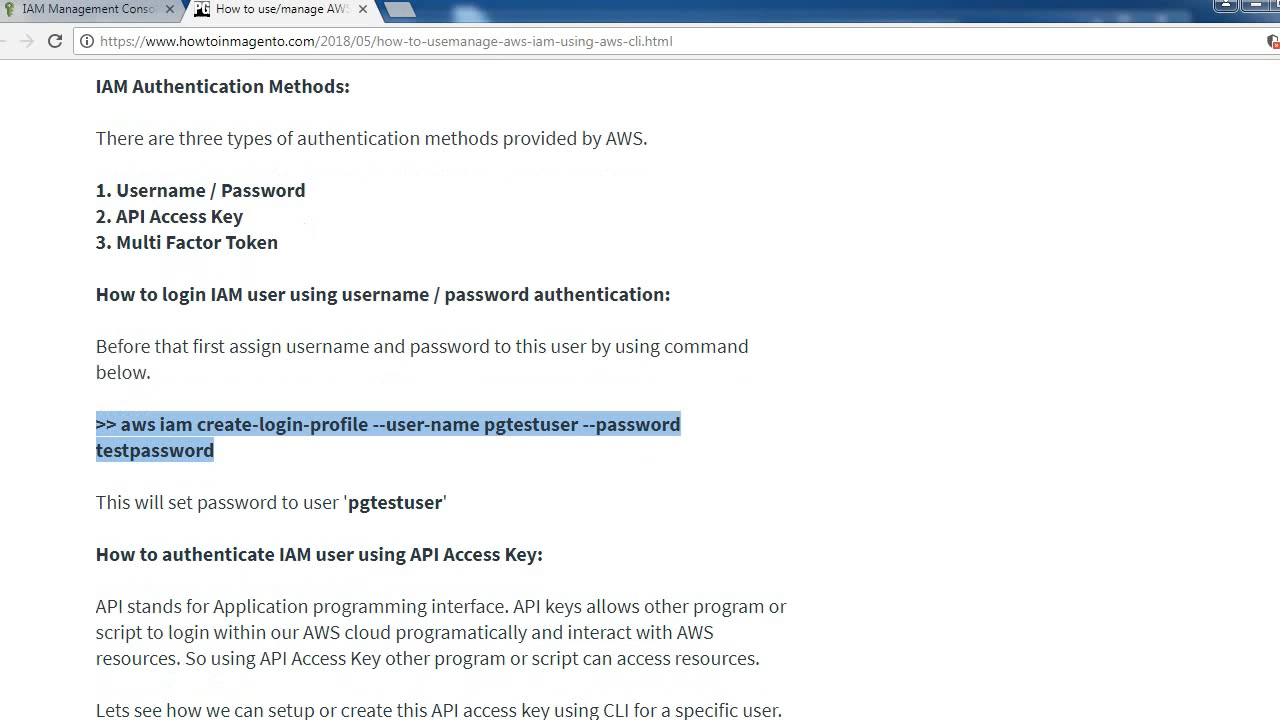 IAM Management Conso
PG
How to use/manage AWS
https://www.howtoinmagento.com/2018/05/how-to-usemanage-aws-iam-using-aws-cli.html
IAM Authentication Methods:
There are three types of authentication methods provided by AWS.
1. Username / Password
2. API Access Key
3. Multi Factor Token
How to login IAM user using username / password authentication:
Before that first assign username and password to this user by using command
below.
>> aws iam create-login-profile --user-name pgtestuser --password
testpassword
This will set password to user 'pgtestuser'
How to authenticate IAM user using API Access Key:
API stands for Application programming interface. API keys allows other program or
script to login within our AWS cloud programatically and interact with AWS
resources. So using API Access Key other program or script can access resources.
Lets see how we can setup or create this API access key using CLI for a specific user.